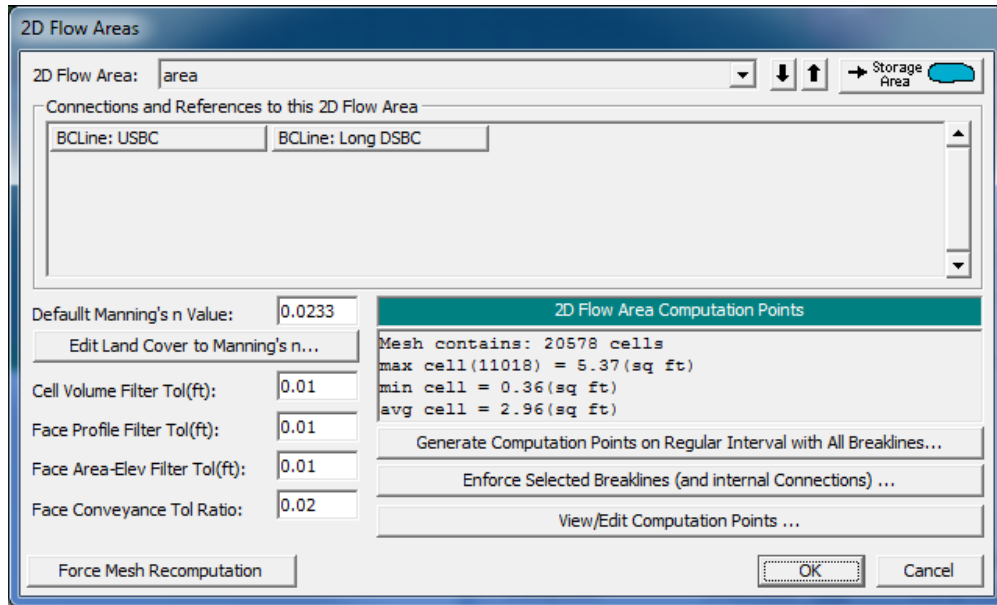 2D Flow Areas
2D Flow Area: area
Storage
Area
Connections and References to this 2D Flow Area
BCLine: USBC BCLine: Long DSBC
Defaullt Manning's n Value: 0.0233
Edit Land Cover to Manning's n...
Cell Volume Filter Tol(ft): 0.01
Face Profile Filter Tol(ft): 0.01
Face Area-Elev Filter Tol(ft): 0.01
Face Conveyance Tol Ratio: 0.02
2D Flow Area Computation Points
Mesh contains: 20578 cells
max cell(11018) = 5.37(sq ft)
min cell = 0.36(sq ft)
avg cell = 2.96(sq ft)
Generate Computation Points on Regular Interval with All Breaklines...
Enforce Selected Breaklines (and internal Connections) ...
View/Edit Computation Points ...
Force Mesh Recomputation
OK
Cancel